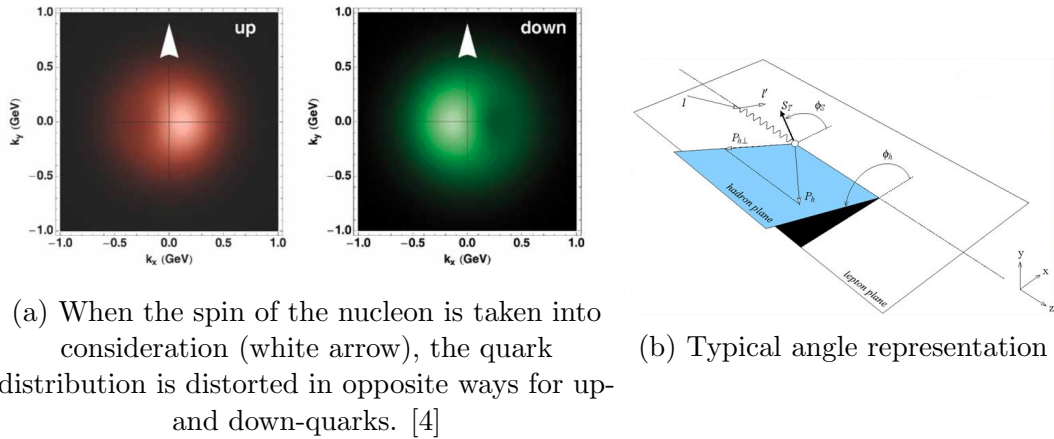 1.0
up
0.5
0.0
−0.5
−1.0
−1.0 −0.5 0.0 0.5 1.0
k_y (GeV)
k_x (GeV)
1.0
down
0.5
0.0
−0.5
−1.0
−1.0 −0.5 0.0 0.5 1.0
k_y (GeV)
k_x (GeV)
(a) When the spin of the nucleon is taken into
consideration (white arrow), the quark
distribution is distorted in opposite ways for up-
and down-quarks. [4]
l
l'
S_T
ϕ_S
P_{h⊥}
ϕ_h
P_h
hadron plane
lepton plane
y
x
z
(b) Typical angle representation